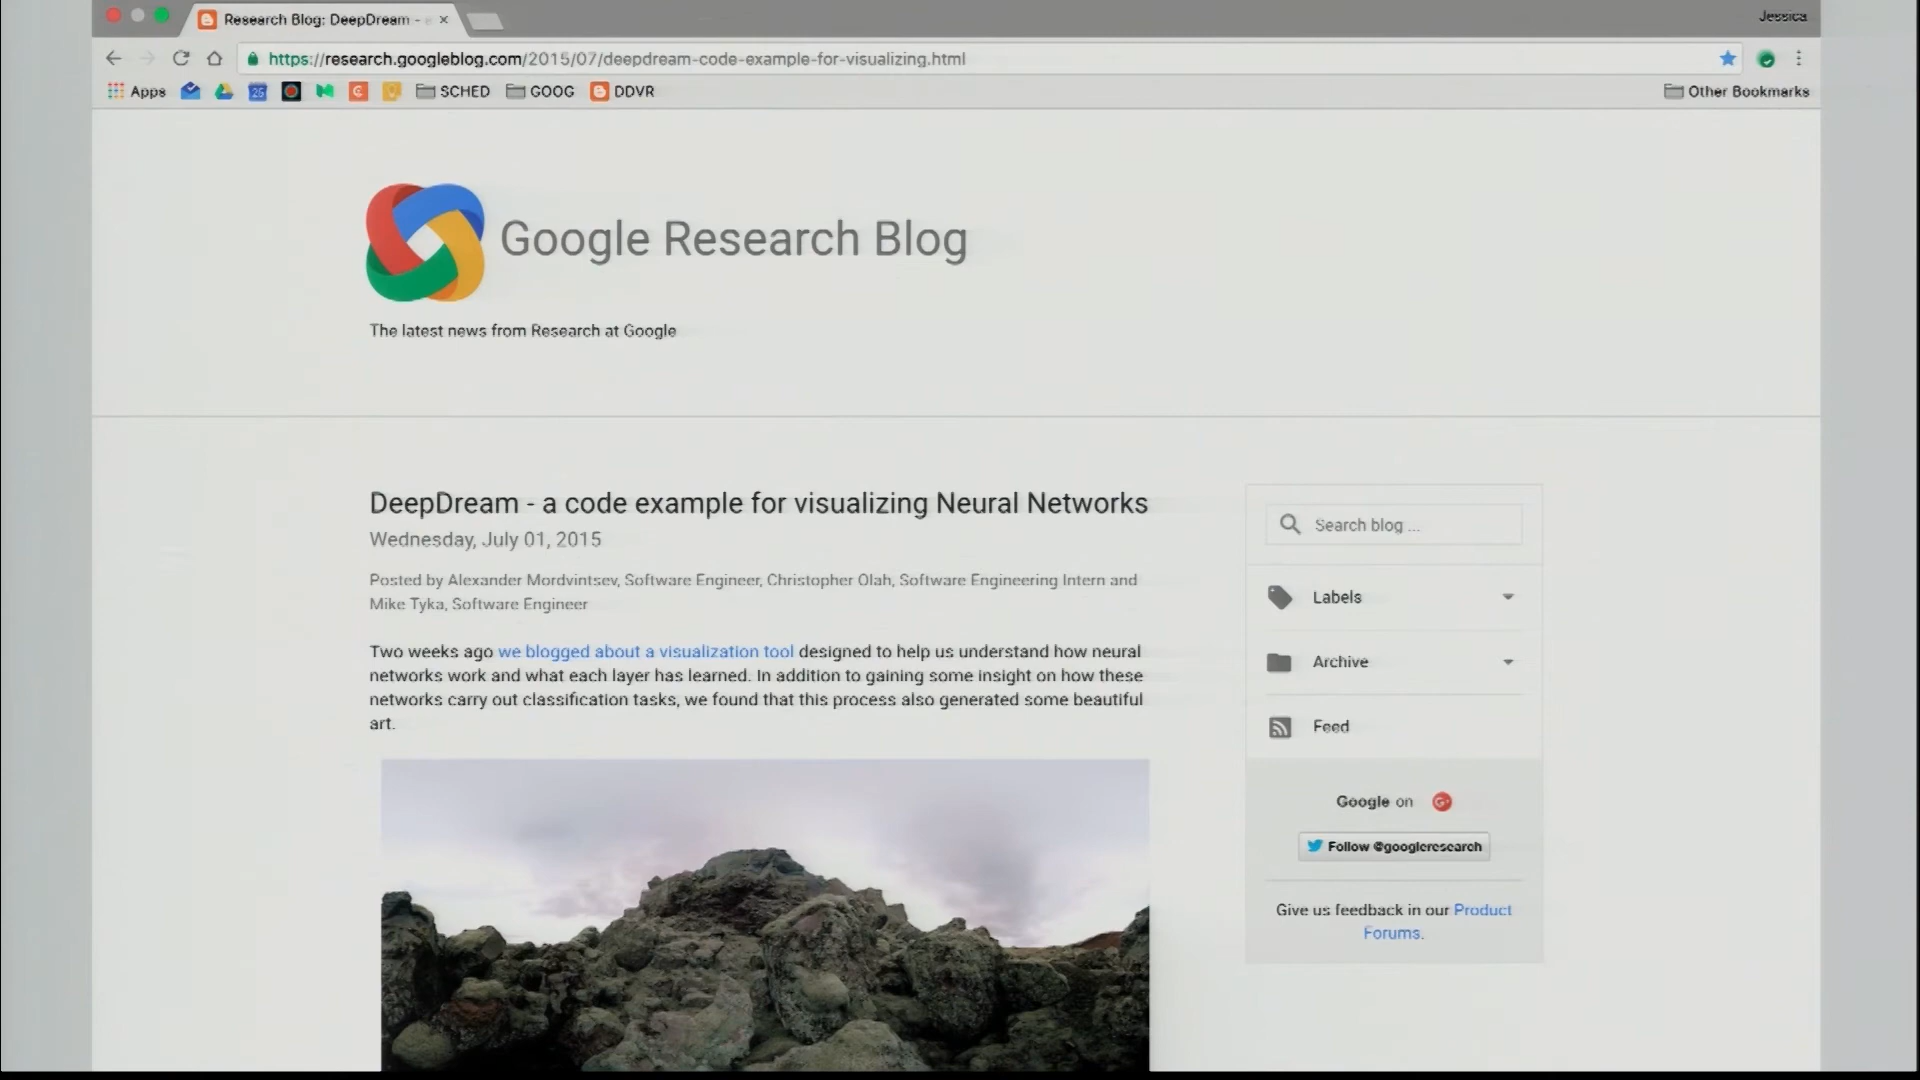 Research Blog: DeepDream -
Jessica
https://research.googleblog.com/2015/07/deepdream-code-example-for-visualizing.html
Apps
25
SCHED
GOOG
DDVR
Other Bookmarks
Google Research Blog
The latest news from Research at Google
DeepDream - a code example for visualizing Neural Networks
Wednesday, July 01, 2015
Posted by Alexander Mordvintsev, Software Engineer, Christopher Olah, Software Engineering Intern and
Mike Tyka, Software Engineer
Two weeks ago we blogged about a visualization tool designed to help us understand how neural
networks work and what each layer has learned. In addition to gaining some insight on how these
networks carry out classification tasks, we found that this process also generated some beautiful
art.
Search blog ...
Labels
Archive
Feed
Google on G+
Follow @googleresearch
Give us feedback in our Product
Forums.